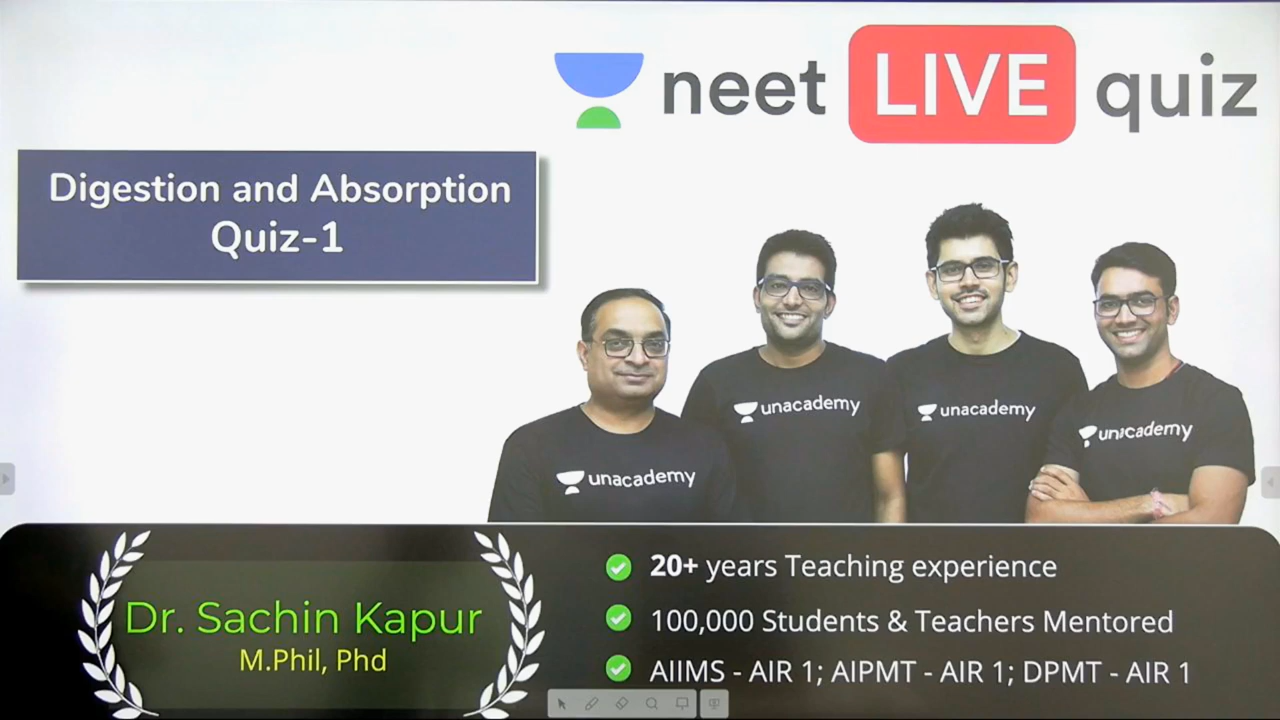 neet LIVE quiz
Digestion and Absorption
Quiz-1
unacademy
unacademy
unacademy
unacademy
Dr. Sachin Kapur
M.Phil, Phd
20+ years Teaching experience
100,000 Students & Teachers Mentored
AIIMS - AIR 1; AIPMT - AIR 1; DPMT - AIR 1